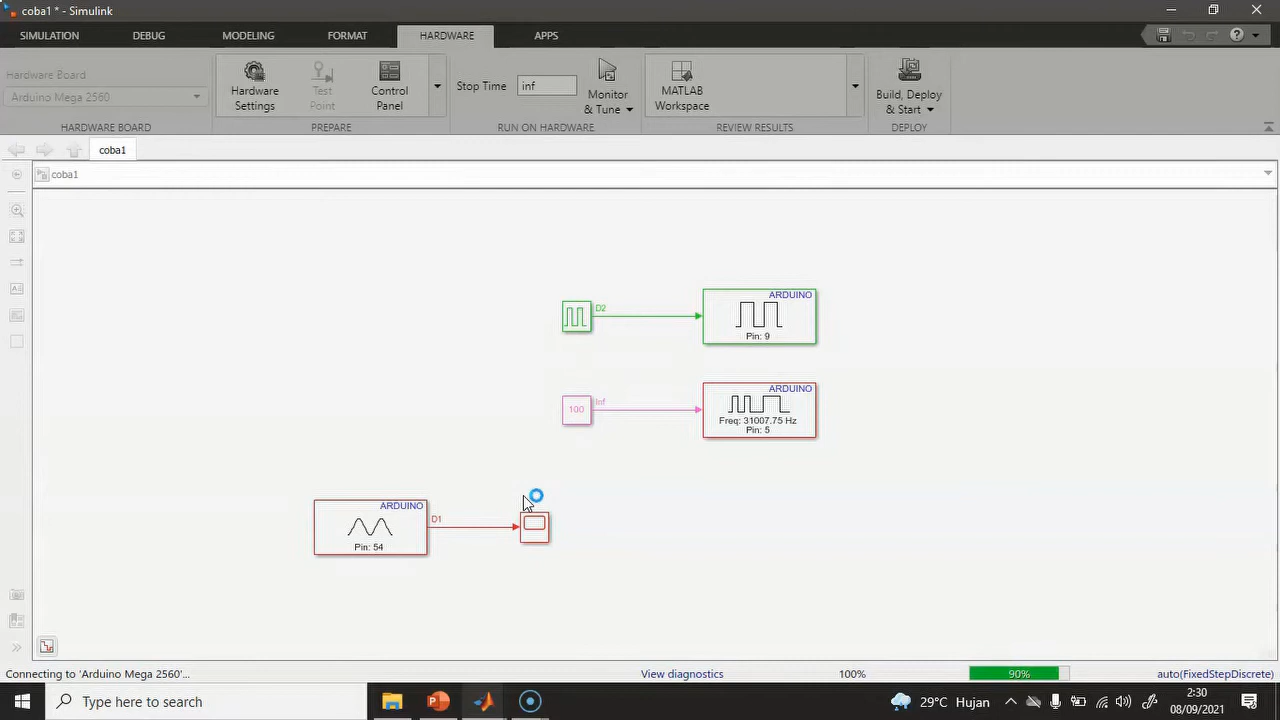 coba1 * - Simulink
SIMULATION
DEBUG
MODELING
FORMAT
HARDWARE
APPS
Hardware Board
Arduino Mega 2560
Hardware
Settings
Test
Point
Control
Panel
Stop Time
inf
Monitor
& Tune
MATLAB
Workspace
Build, Deploy
& Start
HARDWARE BOARD
PREPARE
RUN ON HARDWARE
REVIEW RESULTS
DEPLOY
coba1
coba1
D2
ARDUINO
Pin: 9
100
Inf
ARDUINO
Freq: 31007.75 Hz
Pin: 5
ARDUINO
Pin: 54
D1
Connecting to 'Arduino Mega 2560'...
View diagnostics
100%
90%
auto(FixedStepDiscrete)
Type here to search
29°C Hujan
2:30
08/09/2021